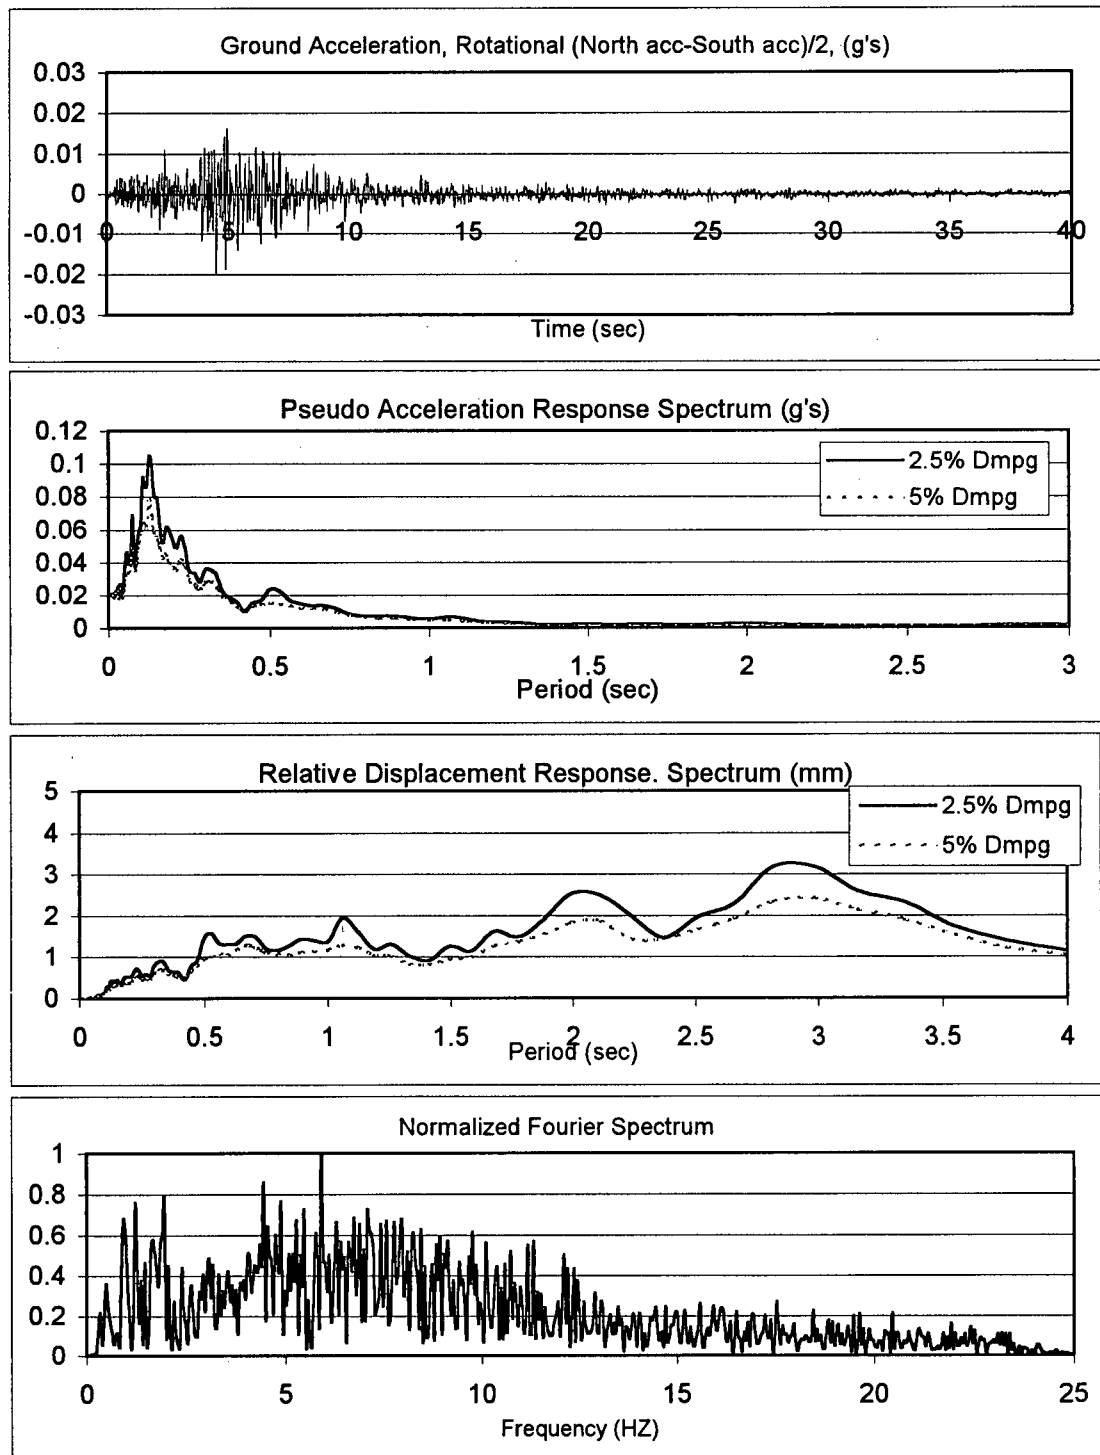 Ground Acceleration, Rotational (North acc-South acc)/2, (g's)
0.03
0.02
0.01
0
-0.01
-0.02
-0.03
0 5 10 15 20 25 30 35 40
Time (sec)
Pseudo Acceleration Response Spectrum (g's)
0.12
0.1
0.08
0.06
0.04
0.02
0
2.5% Dmpg
5% Dmpg
0 0.5 1 1.5 2 2.5 3
Period (sec)
Relative Displacement Response. Spectrum (mm)
5
4
3
2
1
0
2.5% Dmpg
5% Dmpg
0 0.5 1 1.5 2 2.5 3 3.5 4
Period (sec)
Normalized Fourier Spectrum
1
0.8
0.6
0.4
0.2
0
0 5 10 15 20 25
Frequency (HZ)